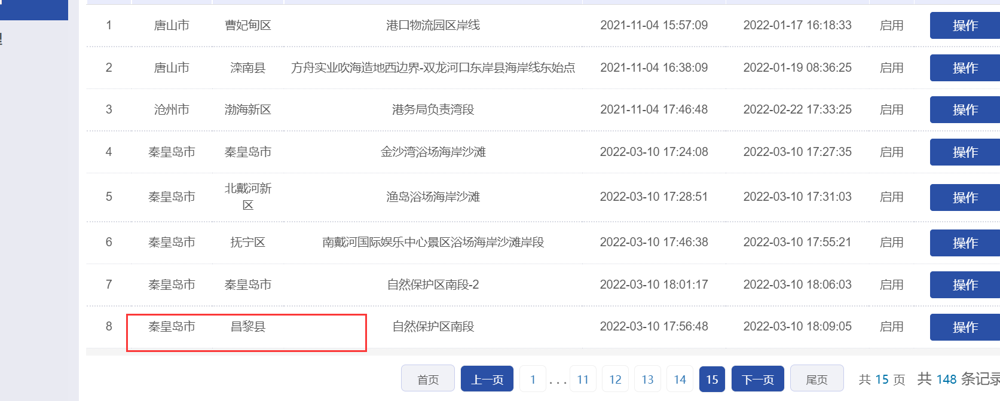 1 唐山市 曹妃甸区 港口物流园区岸线 2021-11-04 15:57:09 2022-01-17 16:18:33 启用 操作
2 唐山市 滦南县 方舟实业吹海造地西边界-双龙河口东岸县海岸线东始点 2021-11-04 16:38:09 2022-01-19 08:36:25 启用 操作
3 沧州市 渤海新区 港务局负责湾段 2021-11-04 17:46:48 2022-02-22 17:33:25 启用 操作
4 秦皇岛市 秦皇岛市 金沙湾浴场海岸沙滩 2022-03-10 17:24:08 2022-03-10 17:27:35 启用 操作
5 秦皇岛市 北戴河新区 渔岛浴场海岸沙滩 2022-03-10 17:28:51 2022-03-10 17:31:03 启用 操作
6 秦皇岛市 抚宁区 南戴河国际娱乐中心景区浴场海岸沙滩岸段 2022-03-10 17:46:38 2022-03-10 17:55:21 启用 操作
7 秦皇岛市 秦皇岛市 自然保护区南段-2 2022-03-10 18:01:17 2022-03-10 18:06:03 启用 操作
8 秦皇岛市 昌黎县 自然保护区南段 2022-03-10 17:56:48 2022-03-10 18:09:05 启用 操作
首页 上一页 1 ... 11 12 13 14 15 下一页 尾页 共 15 页 共 148 条记录